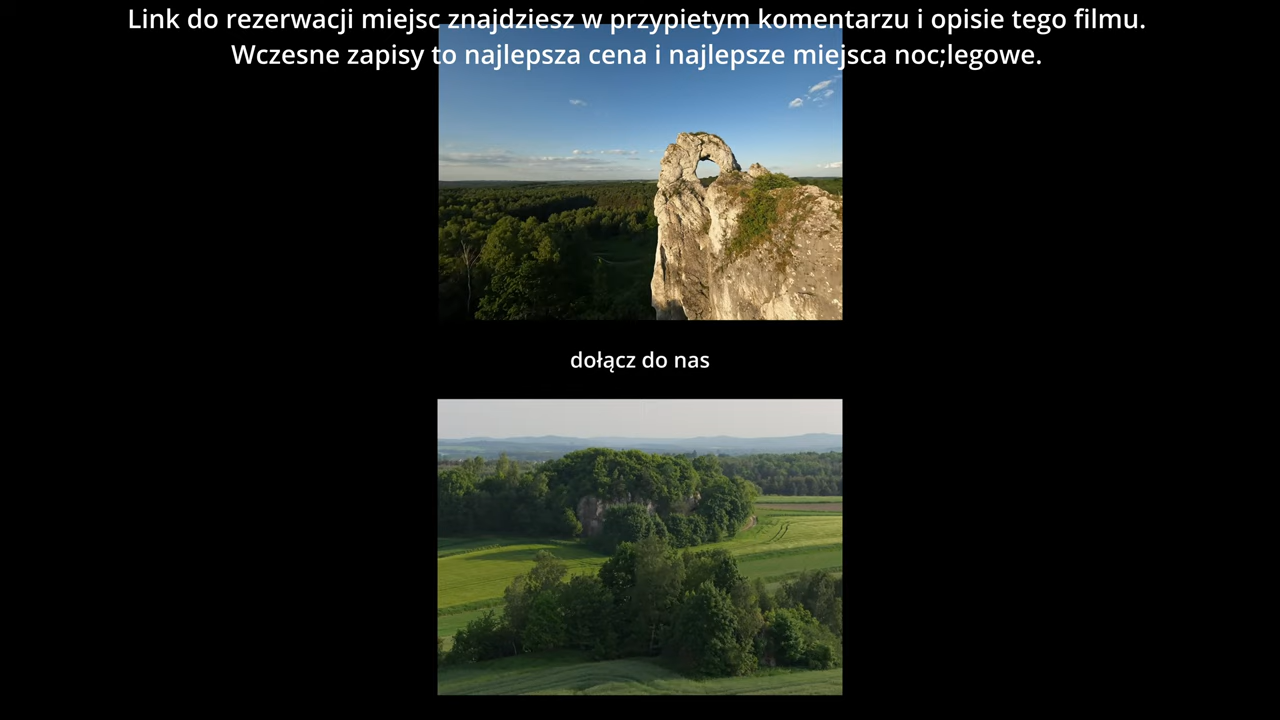 Link do rezerwacji miejsc znajdziesz w przypietym komentarzu i opisie tego filmu.
Wczesne zapisy to najlepsza cena i najlepsze miejsca noc;legowe.
dołącz do nas